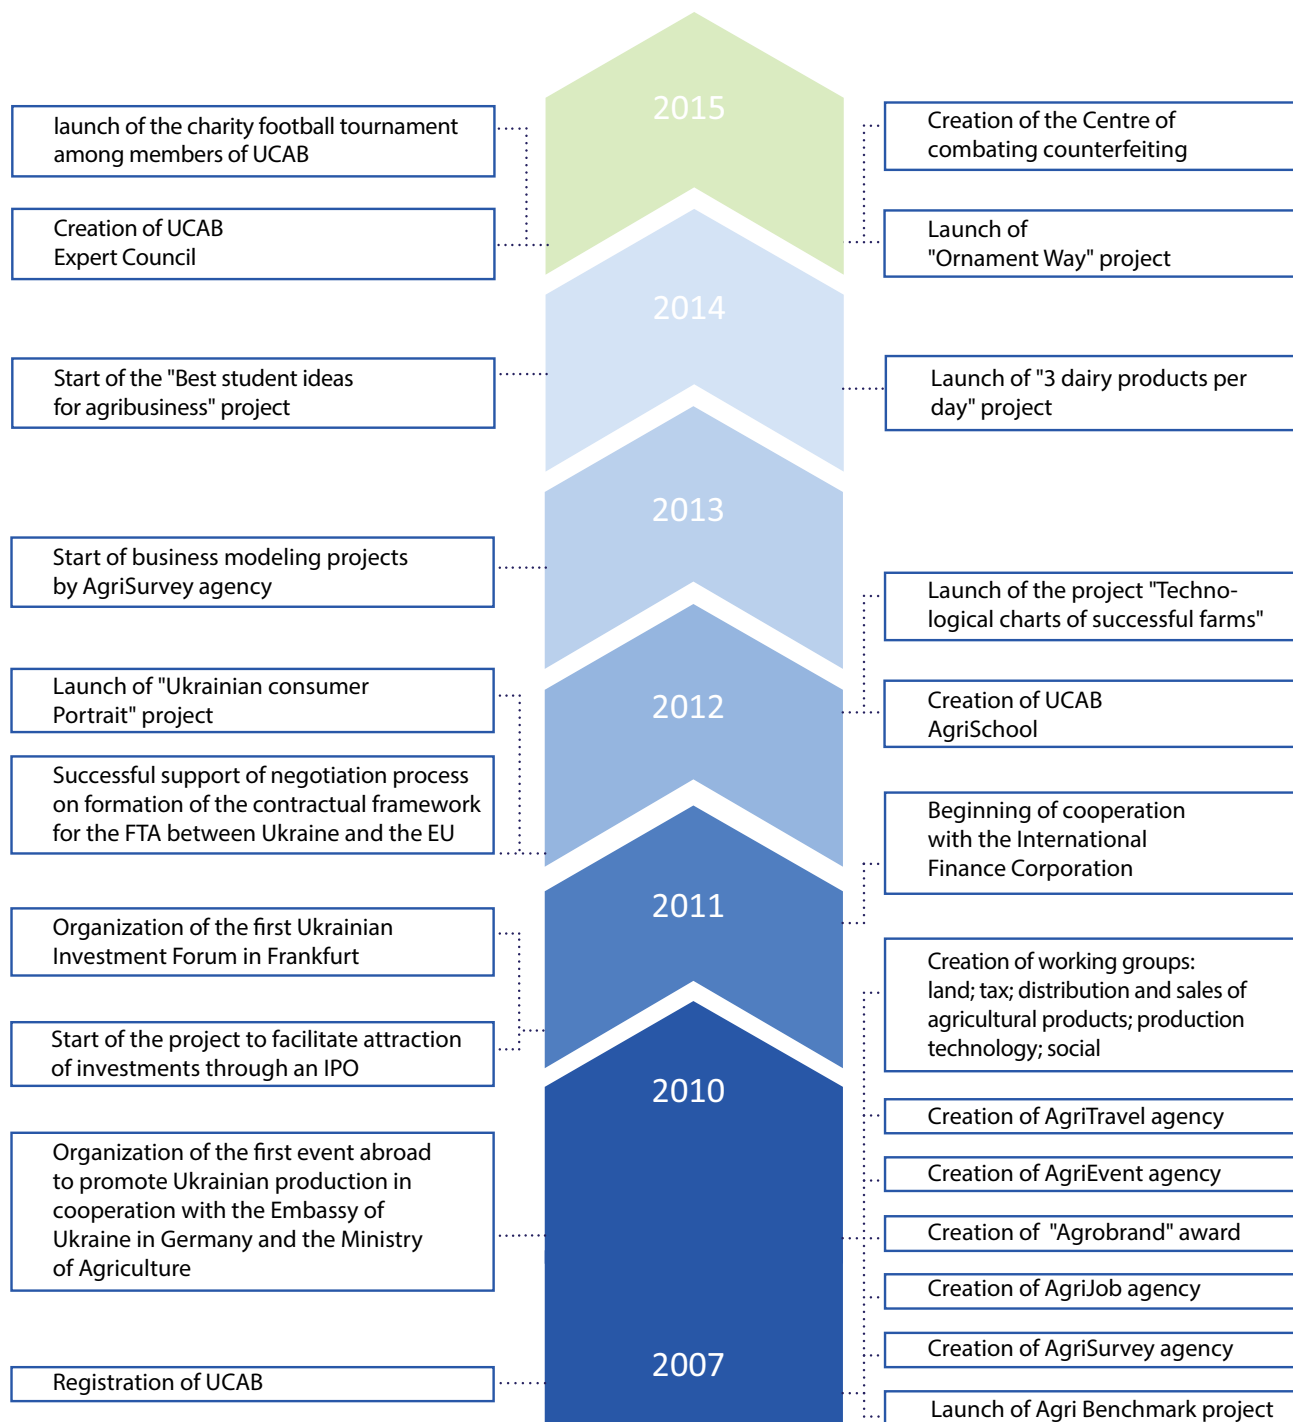 2015
launch of the charity football tournament
among members of UCAB
Creation of UCAB
Expert Council
Creation of the Centre of
combating counterfeiting
Launch of
"Ornament Way" project
2014
Start of the "Best student ideas
for agribusiness" project
Launch of "3 dairy products per
day" project
2013
Start of business modeling projects
by AgriSurvey agency
2012
Launch of "Ukrainian consumer
Portrait" project
Successful support of negotiation process
on formation of the contractual framework
for the FTA between Ukraine and the EU
Launch of the project "Techno-
logical charts of successful farms"
Creation of UCAB
AgriSchool
2011
Organization of the first Ukrainian
Investment Forum in Frankfurt
Start of the project to facilitate attraction
of investments through an IPO
Beginning of cooperation
with the International
Finance Corporation
2010
Organization of the first event abroad
to promote Ukrainian production in
cooperation with the Embassy of
Ukraine in Germany and the Ministry
of Agriculture
Creation of working groups:
land; tax; distribution and sales of
agricultural products; production
technology; social
Creation of AgriTravel agency
Creation of AgriEvent agency
Creation of "Agrobrand" award
Creation of AgriJob agency
Creation of AgriSurvey agency
Launch of Agri Benchmark project
2007
Registration of UCAB